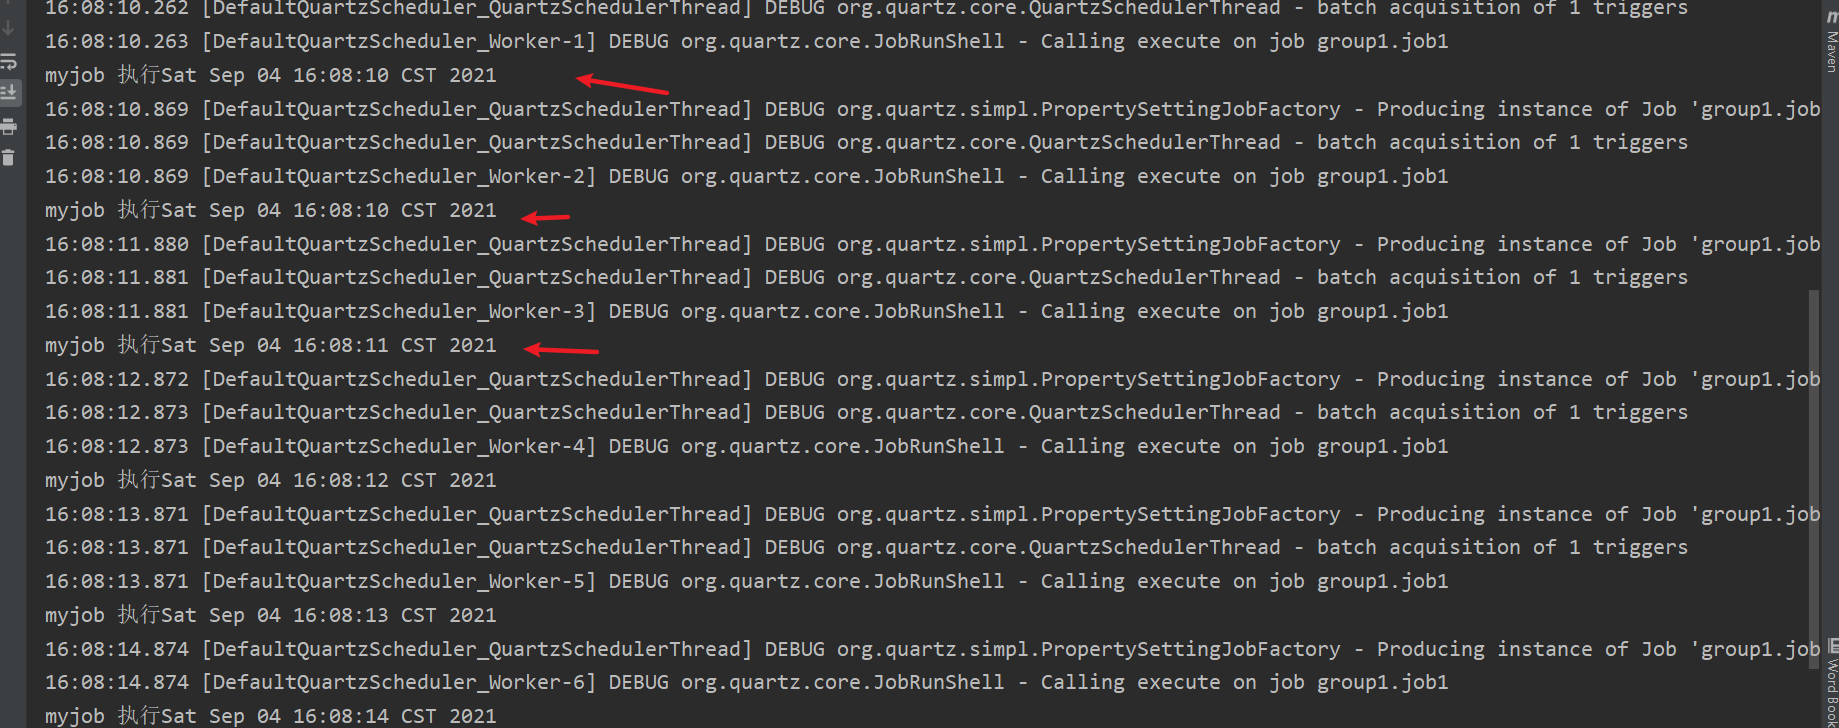 16:08:10.262 [DefaultQuartzScheduler_QuartzSchedulerThread] DEBUG org.quartz.core.QuartzSchedulerThread - batch acquisition of 1 triggers
16:08:10.263 [DefaultQuartzScheduler_Worker-1] DEBUG org.quartz.core.JobRunShell - Calling execute on job group1.job1
myjob 执行Sat Sep 04 16:08:10 CST 2021
16:08:10.869 [DefaultQuartzScheduler_QuartzSchedulerThread] DEBUG org.quartz.simpl.PropertySettingJobFactory - Producing instance of Job 'group1.job
16:08:10.869 [DefaultQuartzScheduler_QuartzSchedulerThread] DEBUG org.quartz.core.QuartzSchedulerThread - batch acquisition of 1 triggers
16:08:10.869 [DefaultQuartzScheduler_Worker-2] DEBUG org.quartz.core.JobRunShell - Calling execute on job group1.job1
myjob 执行Sat Sep 04 16:08:10 CST 2021
16:08:11.880 [DefaultQuartzScheduler_QuartzSchedulerThread] DEBUG org.quartz.simpl.PropertySettingJobFactory - Producing instance of Job 'group1.job
16:08:11.881 [DefaultQuartzScheduler_QuartzSchedulerThread] DEBUG org.quartz.core.QuartzSchedulerThread - batch acquisition of 1 triggers
16:08:11.881 [DefaultQuartzScheduler_Worker-3] DEBUG org.quartz.core.JobRunShell - Calling execute on job group1.job1
myjob 执行Sat Sep 04 16:08:11 CST 2021
16:08:12.872 [DefaultQuartzScheduler_QuartzSchedulerThread] DEBUG org.quartz.simpl.PropertySettingJobFactory - Producing instance of Job 'group1.job
16:08:12.873 [DefaultQuartzScheduler_QuartzSchedulerThread] DEBUG org.quartz.core.QuartzSchedulerThread - batch acquisition of 1 triggers
16:08:12.873 [DefaultQuartzScheduler_Worker-4] DEBUG org.quartz.core.JobRunShell - Calling execute on job group1.job1
myjob 执行Sat Sep 04 16:08:12 CST 2021
16:08:13.871 [DefaultQuartzScheduler_QuartzSchedulerThread] DEBUG org.quartz.simpl.PropertySettingJobFactory - Producing instance of Job 'group1.job
16:08:13.871 [DefaultQuartzScheduler_QuartzSchedulerThread] DEBUG org.quartz.core.QuartzSchedulerThread - batch acquisition of 1 triggers
16:08:13.871 [DefaultQuartzScheduler_Worker-5] DEBUG org.quartz.core.JobRunShell - Calling execute on job group1.job1
myjob 执行Sat Sep 04 16:08:13 CST 2021
16:08:14.874 [DefaultQuartzScheduler_QuartzSchedulerThread] DEBUG org.quartz.simpl.PropertySettingJobFactory - Producing instance of Job 'group1.job
16:08:14.874 [DefaultQuartzScheduler_Worker-6] DEBUG org.quartz.core.JobRunShell - Calling execute on job group1.job1
myjob 执行Sat Sep 04 16:08:14 CST 2021
Maven
Word Book